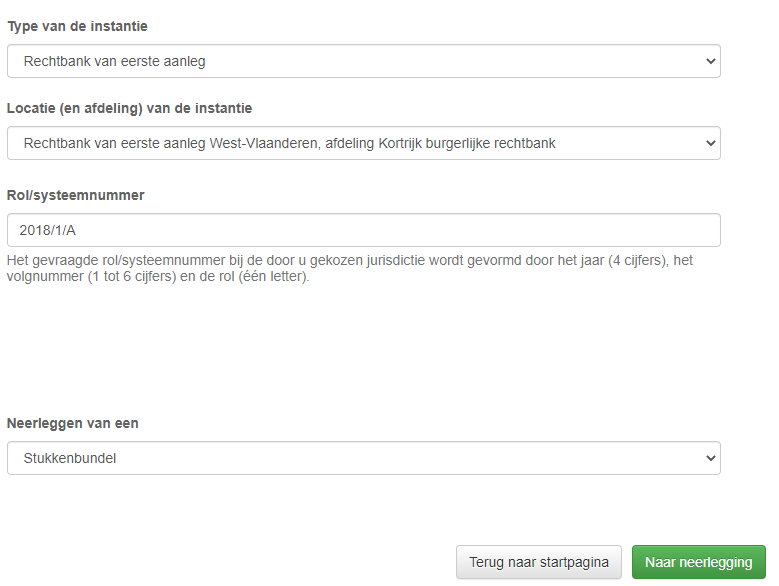 Type van de instantie
Rechtbank van eerste aanleg
Locatie (en afdeling) van de instantie
Rechtbank van eerste aanleg West-Vlaanderen, afdeling Kortrijk burgerlijke rechtbank
Rol/systeemnummer
2018/1/A
Het gevraagde rol/systeemnummer bij de door u gekozen jurisdictie wordt gevormd door het jaar (4 cijfers), het
volgnummer (1 tot 6 cijfers) en de rol (één letter).
Neerleggen van een
Stukkenbundel
Terug naar startpagina
Naar neerlegging